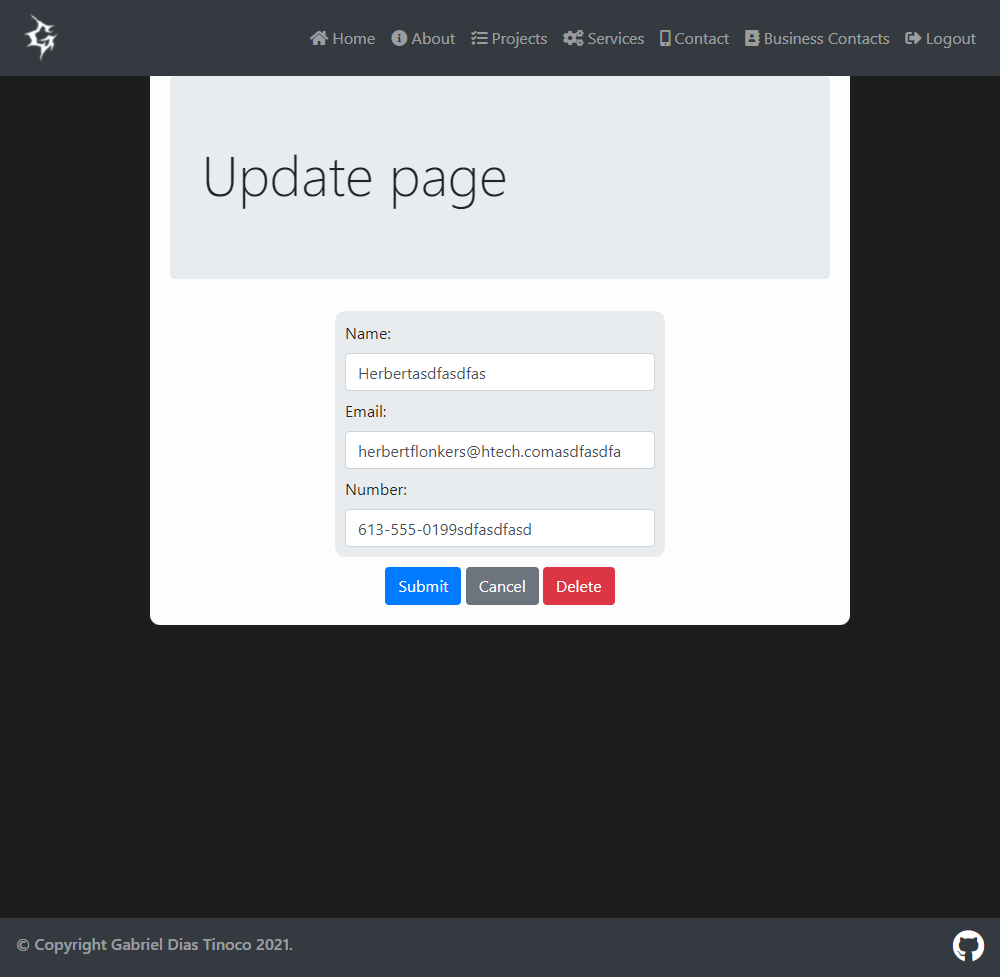 Home About Projects Services Contact Business Contacts Logout
Update page
Name:
Herbertasdfasdfas
Email:
herbertflonkers@htech.comasdfasdfa
Number:
613-555-0199sdfasdfasd
Submit Cancel Delete
© Copyright Gabriel Dias Tinoco 2021.